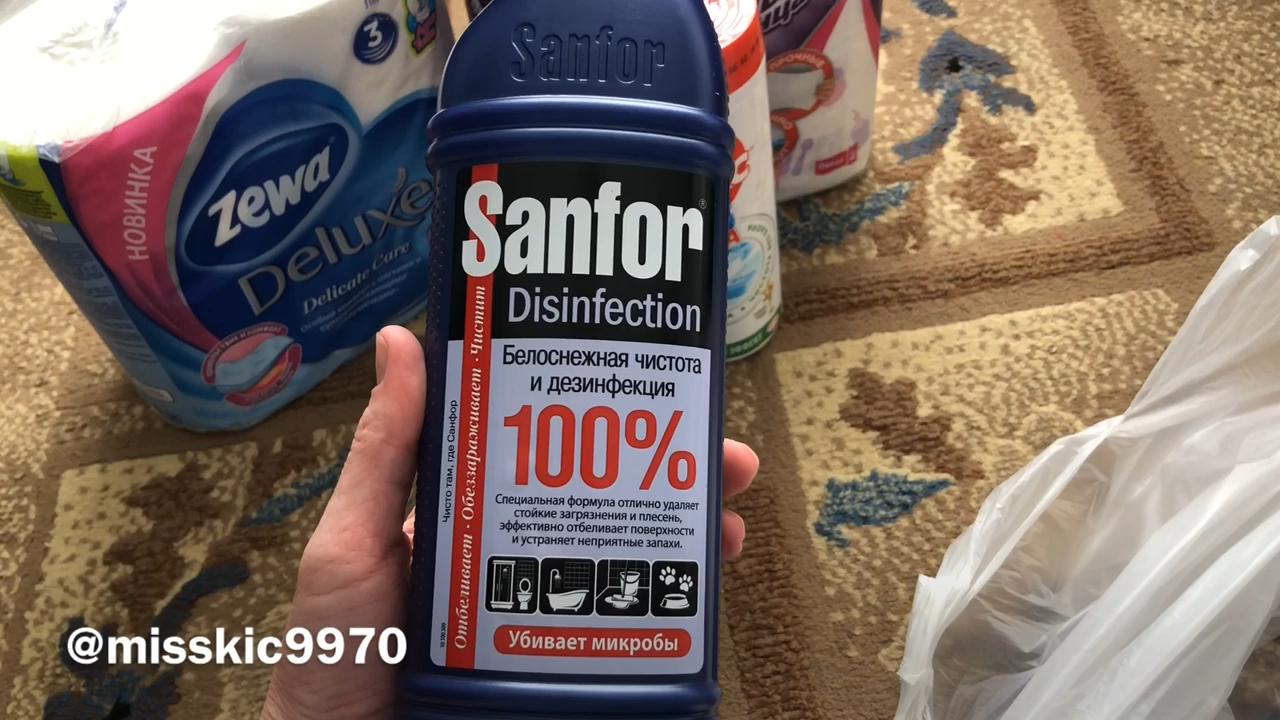 Sanfor
Sanfor®
Disinfection
Белоснежная чистота
и дезинфекция
100%
Специальная формула отлично удаляет
стойкие загрязнения и плесень,
эффективно отбеливает поверхности
и устраняет неприятные запахи.
Убивает микробы
Отбеливает · Обеззараживает · Чистит
Чисто там, где Санфор
НОВИНКА
zewa
Deluxe
Delicate Care
3
ПРОЧНЫЕ
@misskic9970